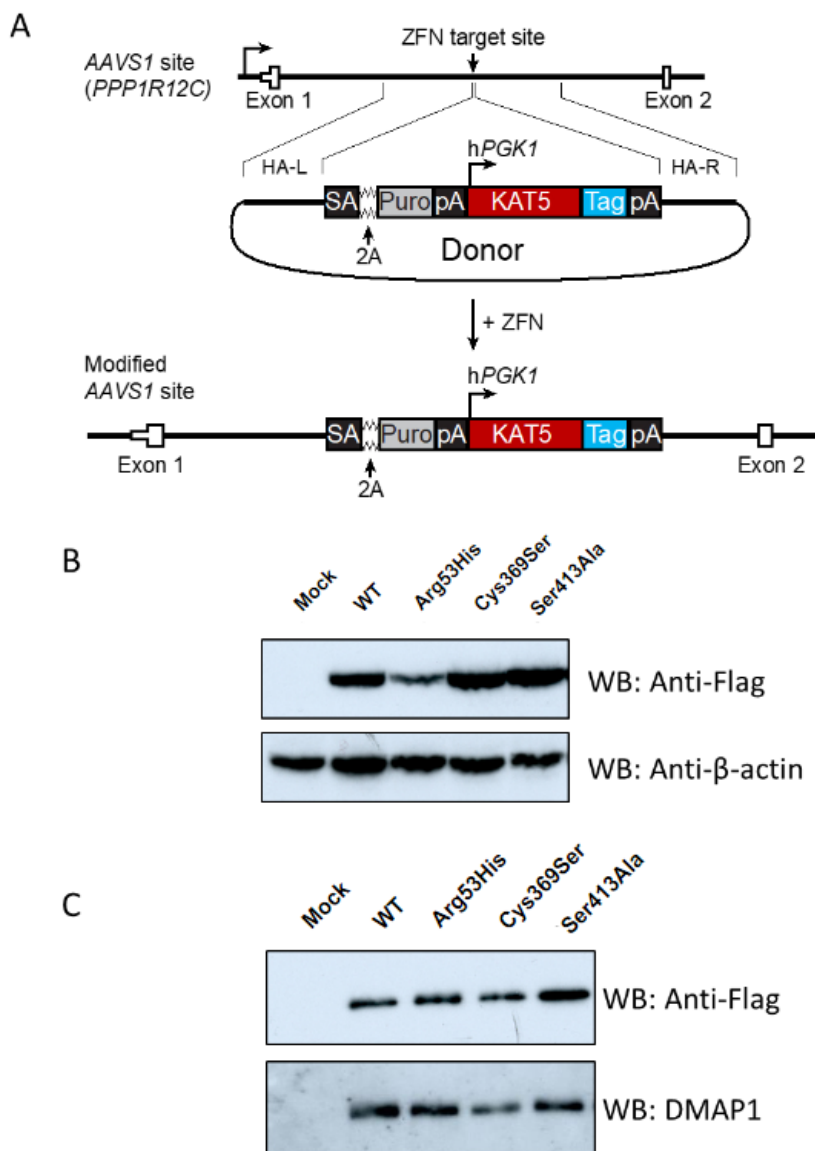 A
AAVS1 site
(PPP1R12C)
ZFN target site
Exon 1
Exon 2
HA-L
hPGK1
HA-R
SA Puro pA KAT5 Tag pA
2A
Donor
+ ZFN
Modified
AAVS1 site
hPGK1
SA Puro pA KAT5 Tag pA
Exon 1
2A
Exon 2
B
Mock WT Arg53His Cys369Ser Ser413Ala
WB: Anti-Flag
WB: Anti-β-actin
C
Mock WT Arg53His Cys369Ser Ser413Ala
WB: Anti-Flag
WB: DMAP1